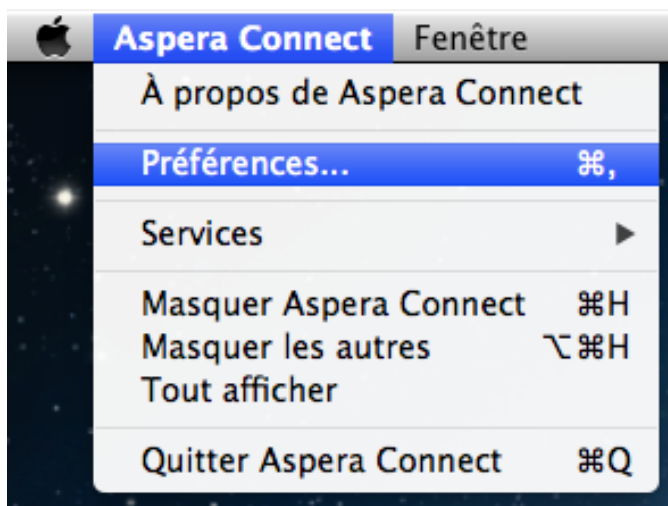 Aspera Connect Fenêtre
À propos de Aspera Connect
Préférences... ⌘,
Services ▶
Masquer Aspera Connect ⌘H
Masquer les autres ⌥⌘H
Tout afficher
Quitter Aspera Connect ⌘Q